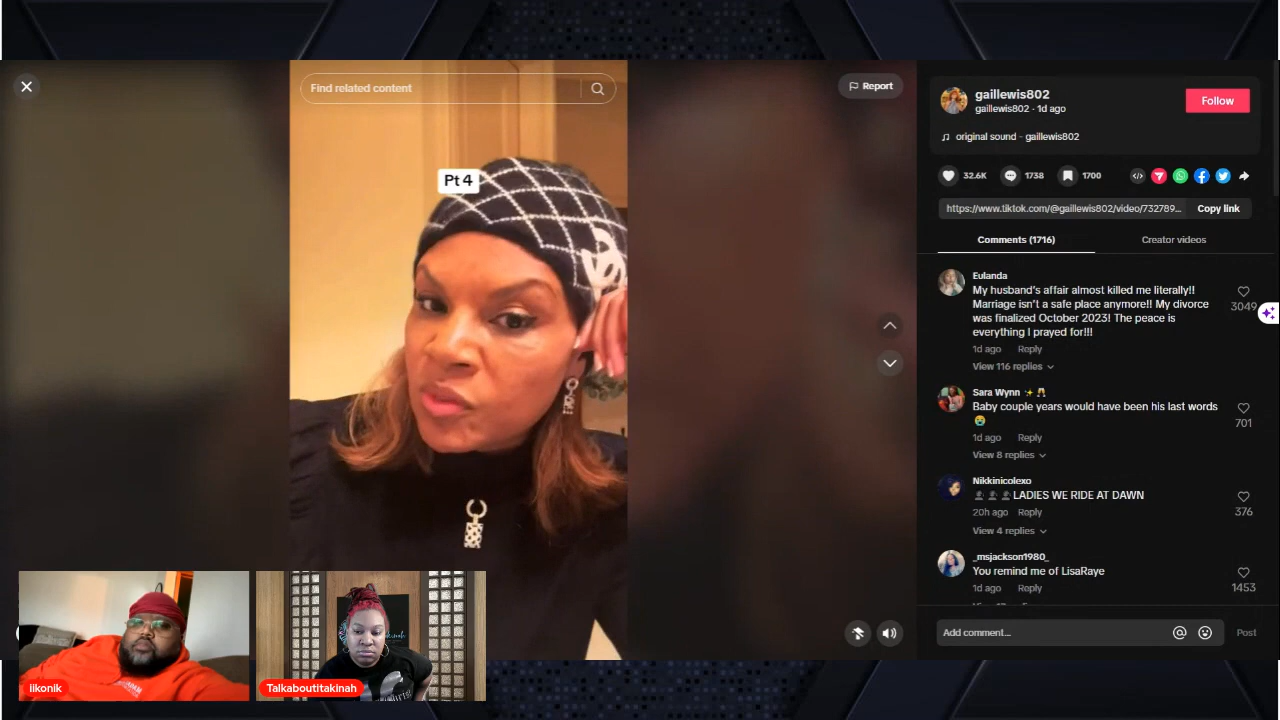 Find related content
Report
Pt 4
gaillewis802
gaillewis802 · 1d ago
Follow
original sound - gaillewis802
32.6K
1738
1700
https://www.tiktok.com/@gaillewis802/video/732789...
Copy link
Comments (1716)
Creator videos
Eulanda
My husband's affair almost killed me literally!!
Marriage isn't a safe place anymore!! My divorce
was finalized October 2023! The peace is
everything I prayed for!!!
3049
1d ago Reply
View 116 replies
Sara Wynn ✨ 🥂
Baby couple years would have been his last words
😭
701
1d ago Reply
View 8 replies
Nikkinicolexo
LADIES WE RIDE AT DAWN
376
20h ago Reply
View 4 replies
_msjackson1980_
You remind me of LisaRaye
1453
1d ago Reply
Add comment...
Post
likonik
Talkaboutitakinah